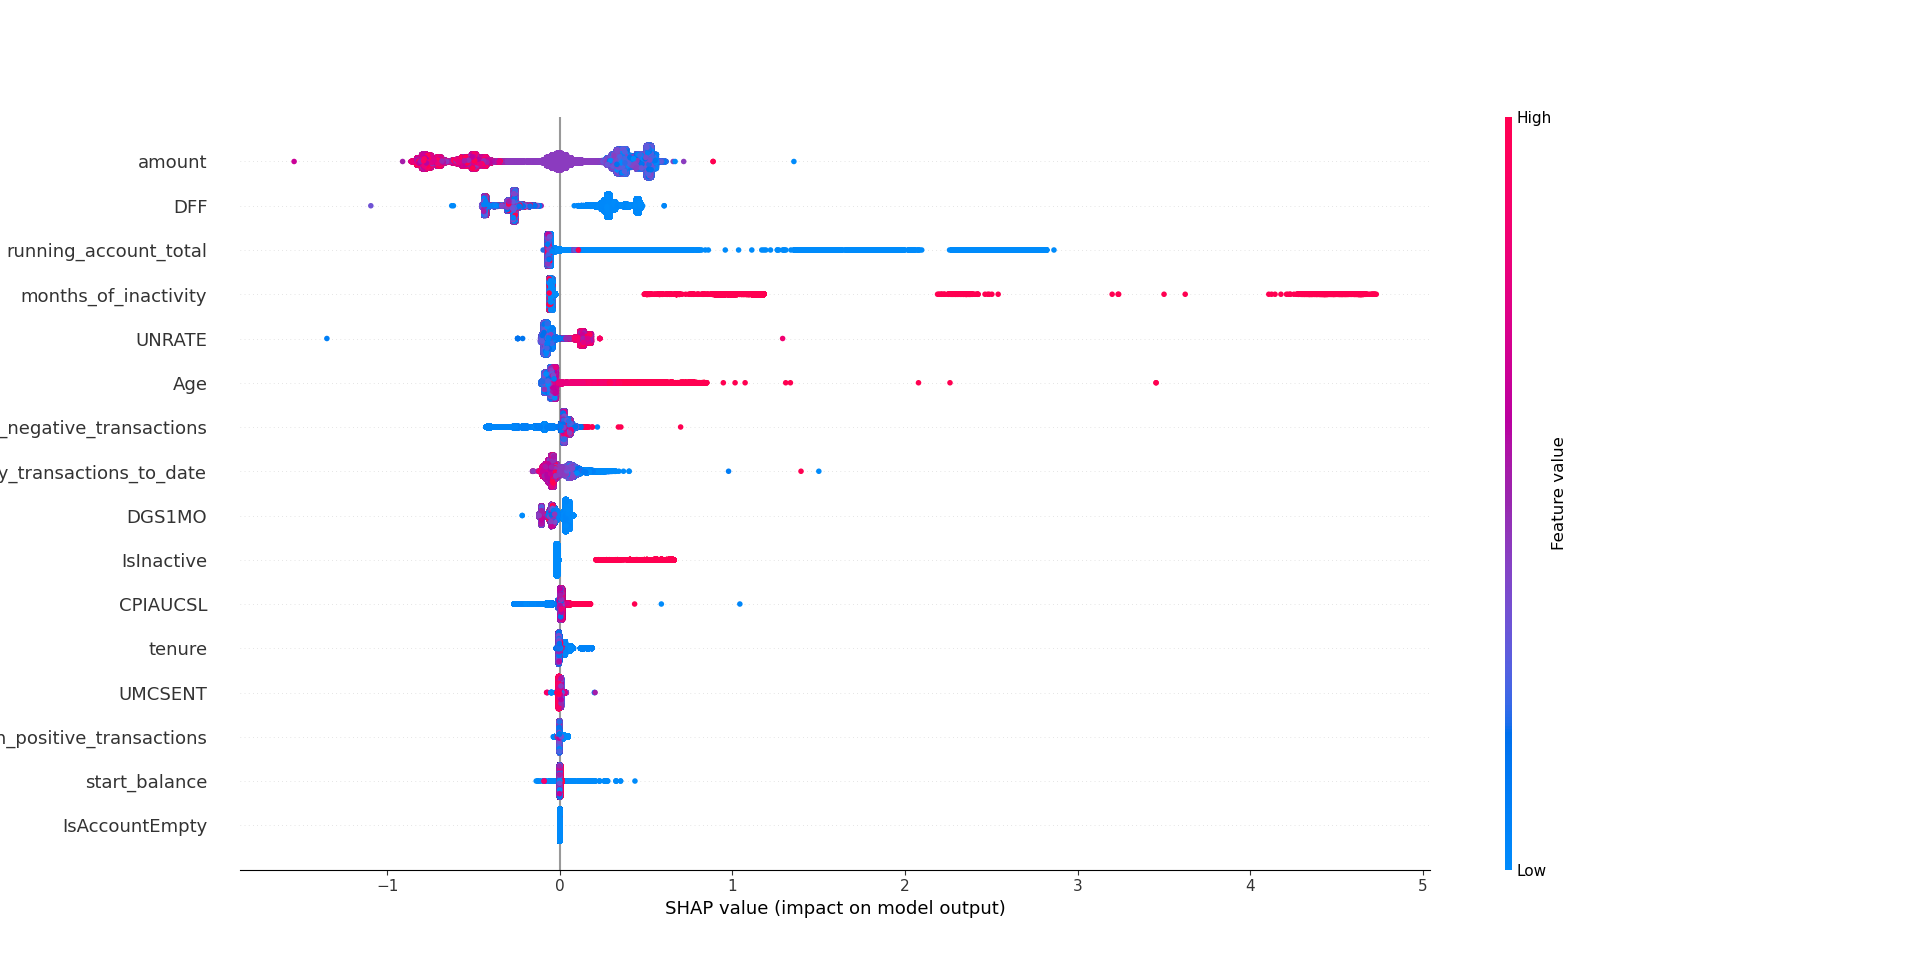 High
amount
DFF
running_account_total
months_of_inactivity
UNRATE
Age
_negative_transactions
y_transactions_to_date
DGS1MO
IsInactive
CPIAUCSL
tenure
UMCSENT
n_positive_transactions
start_balance
IsAccountEmpty
Feature value
Low
−1 0 1 2 3 4 5
SHAP value (impact on model output)